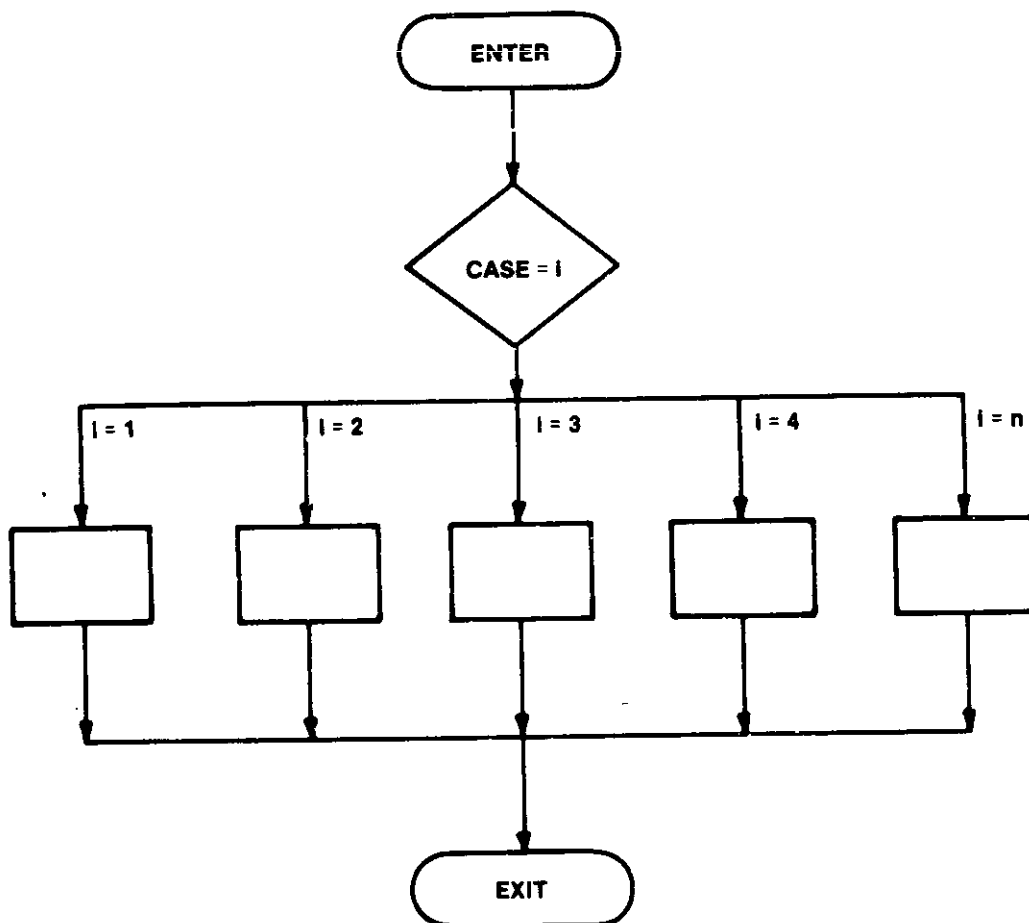 ENTER
CASE = i
i = 1
i = 2
i = 3
i = 4
i = n
EXIT